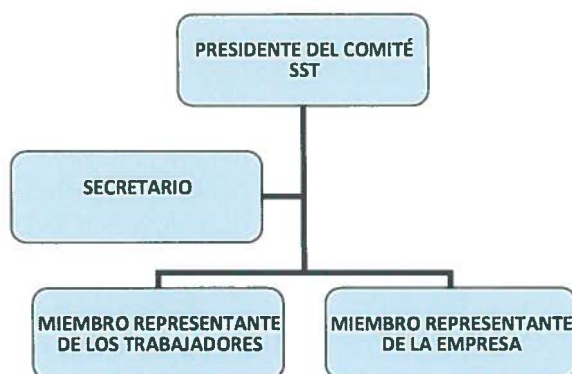 PRESIDENTE DEL COMITÉ
SST
SECRETARIO
MIEMBRO REPRESENTANTE
DE LOS TRABAJADORES
MIEMBRO REPRESENTANTE
DE LA EMPRESA